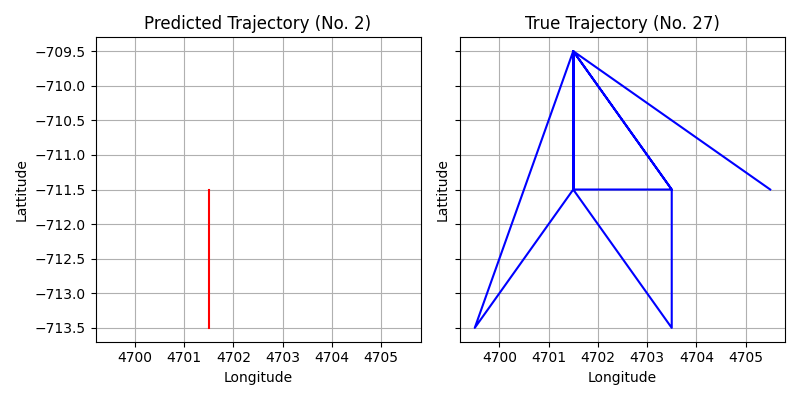 Predicted Trajectory (No. 2)
True Trajectory (No. 27)
−709.5
−710.0
−710.5
−711.0
−711.5
−712.0
−712.5
−713.0
−713.5
Lattitude
Lattitude
4700 4701 4702 4703 4704 4705
4700 4701 4702 4703 4704 4705
Longitude
Longitude